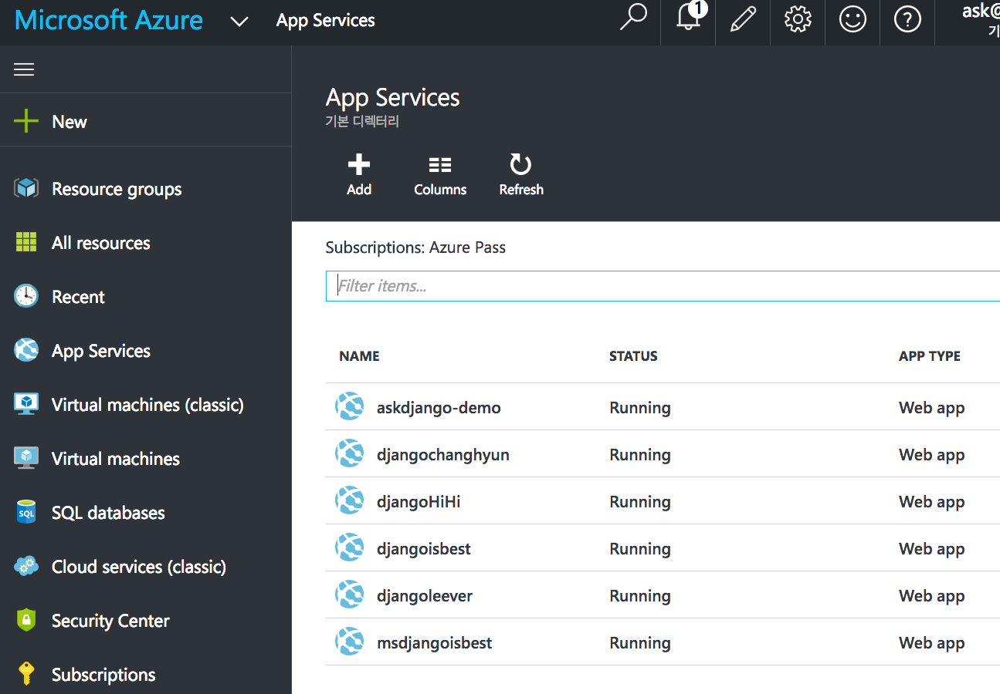 Microsoft Azure
App Services
1
ask@
기
New
Resource groups
All resources
Recent
App Services
Virtual machines (classic)
Virtual machines
SQL
SQL databases
Cloud services (classic)
Security Center
Subscriptions
App Services
기본 디렉터리
Add Columns Refresh
Subscriptions: Azure Pass
Filter items...
NAME STATUS APP TYPE
askdjango-demo Running Web app
djangochanghyun Running Web app
djangoHiHi Running Web app
djangoisbest Running Web app
djangoleever Running Web app
msdjangoisbest Running Web app